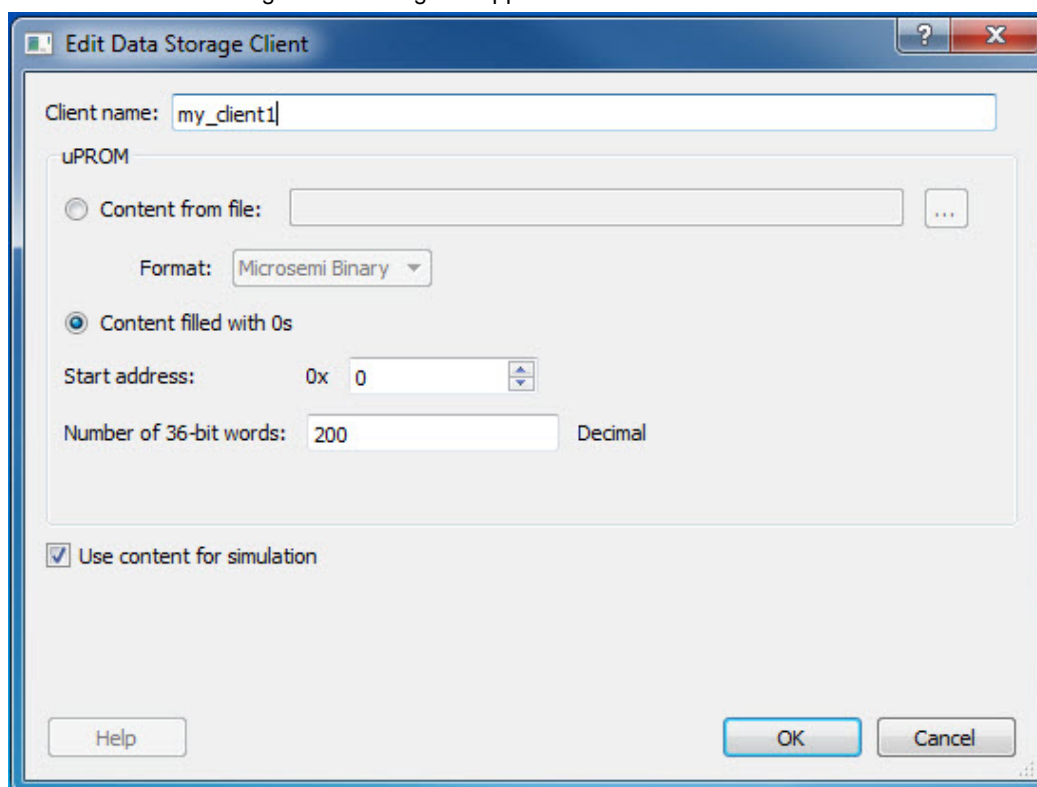 Edit Data Storage Client
Client name: my_client1
uPROM
Content from file: ...
Format: Microsemi Binary
Content filled with 0s
Start address: 0x 0
Number of 36-bit words: 200 Decimal
Use content for simulation
Help OK Cancel